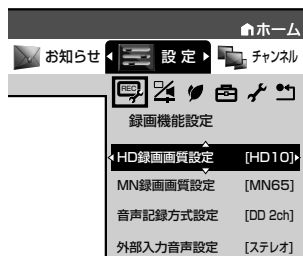 ホーム
お知らせ 設定 チャンネル
REC
録画機能設定
HD録画画質設定 [HD10]
MN録画画質設定 [MN65]
音声記録方式設定 [DD 2ch]
外部入力音声設定 [ステレオ]